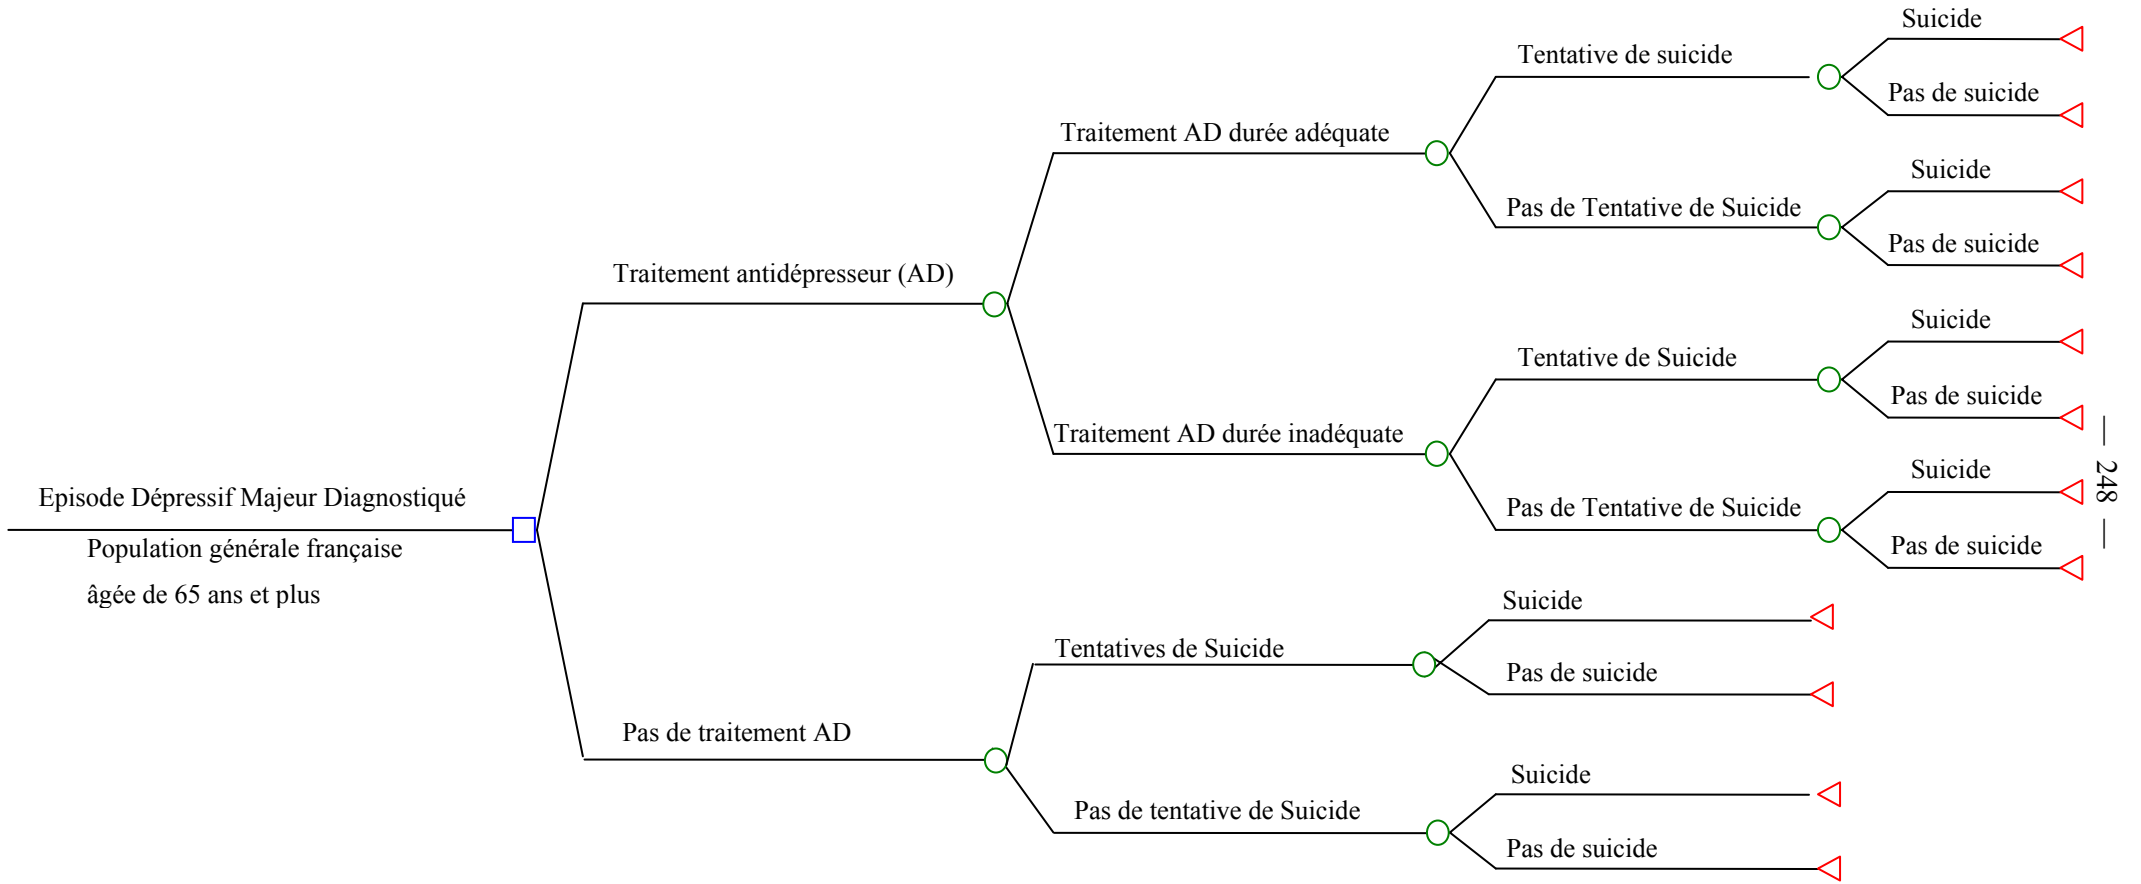 Suicide
Tentative de suicide
Pas de suicide
Traitement AD durée adéquate
Suicide
Pas de Tentative de Suicide
Pas de suicide
Traitement antidépresseur (AD)
Suicide
Tentative de Suicide
Pas de suicide
Traitement AD durée inadéquate
Suicide
Pas de Tentative de Suicide
Pas de suicide
Episode Dépressif Majeur Diagnostiqué
Population générale française
âgée de 65 ans et plus
Suicide
Tentatives de Suicide
Pas de suicide
Pas de traitement AD
Suicide
Pas de tentative de Suicide
Pas de suicide
— 248 —